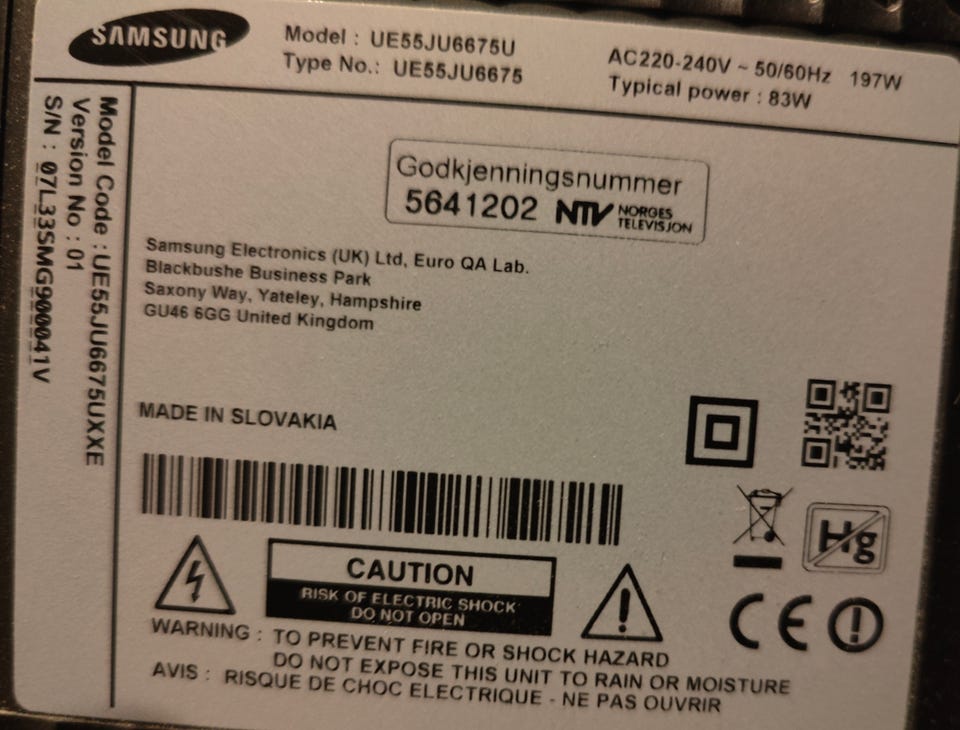 SAMSUNG
Model : UE55JU6675U
Type No.: UE55JU6675
AC220-240V ~ 50/60Hz 197W
Typical power : 83W
Model Code : UE55JU6675UXXE
Version No : 01
S/N : 07L33SMG900041V
Godkjenningsnummer
5641202 NTV NORGES
TELEVISJON
Samsung Electronics (UK) Ltd, Euro QA Lab.
Blackbushe Business Park
Saxony Way, Yateley, Hampshire
GU46 6GG United Kingdom
MADE IN SLOVAKIA
Hg
CAUTION
RISK OF ELECTRIC SHOCK
DO NOT OPEN
CE
WARNING : TO PREVENT FIRE OR SHOCK HAZARD
DO NOT EXPOSE THIS UNIT TO RAIN OR MOISTURE
AVIS : RISQUE DE CHOC ELECTRIQUE - NE PAS OUVRIR